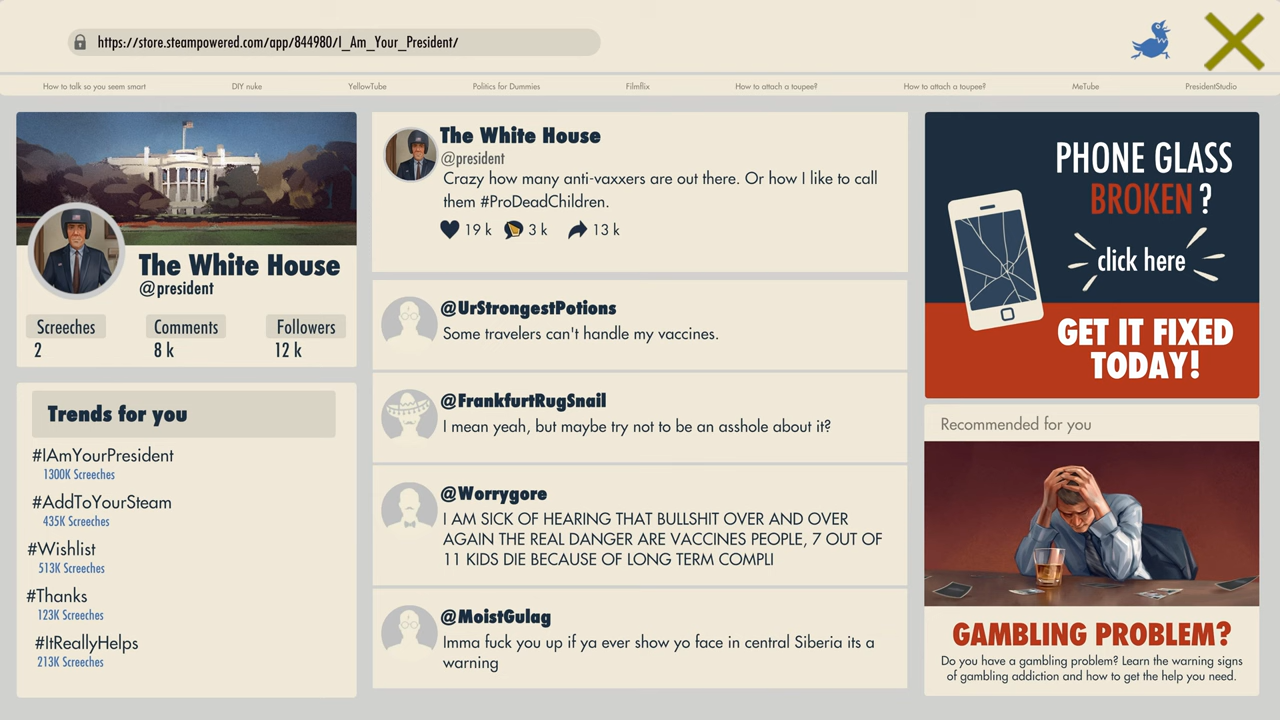 https://store.steampowered.com/app/844980/I_Am_Your_President/
How to talk so you seem smart
DIY nuke
YellowTube
Politics for Dummies
Filmflix
How to attach a toupee?
How to attach a toupee?
MeTube
PresidentStudio
The White House
@president
Screeches
Comments
Followers
2
8 k
12 k
Trends for you
#IAmYourPresident
1300K Screeches
#AddToYourSteam
435K Screeches
#Wishlist
513K Screeches
#Thanks
123K Screeches
#ItReallyHelps
213K Screeches
The White House
@president
Crazy how many anti-vaxxers are out there. Or how I like to call
them #ProDeadChildren.
19 k
3 k
13 k
@UrStrongestPotions
Some travelers can't handle my vaccines.
@FrankfurtRugSnail
I mean yeah, but maybe try not to be an asshole about it?
@Worrygore
I AM SICK OF HEARING THAT BULLSHIT OVER AND OVER
AGAIN THE REAL DANGER ARE VACCINES PEOPLE, 7 OUT OF
11 KIDS DIE BECAUSE OF LONG TERM COMPLI
@MoistGulag
Imma fuck you up if ya ever show yo face in central Siberia its a
warning
PHONE GLASS
BROKEN ?
click here
GET IT FIXED
TODAY!
Recommended for you
GAMBLING PROBLEM?
Do you have a gambling problem? Learn the warning signs
of gambling addiction and how to get the help you need.